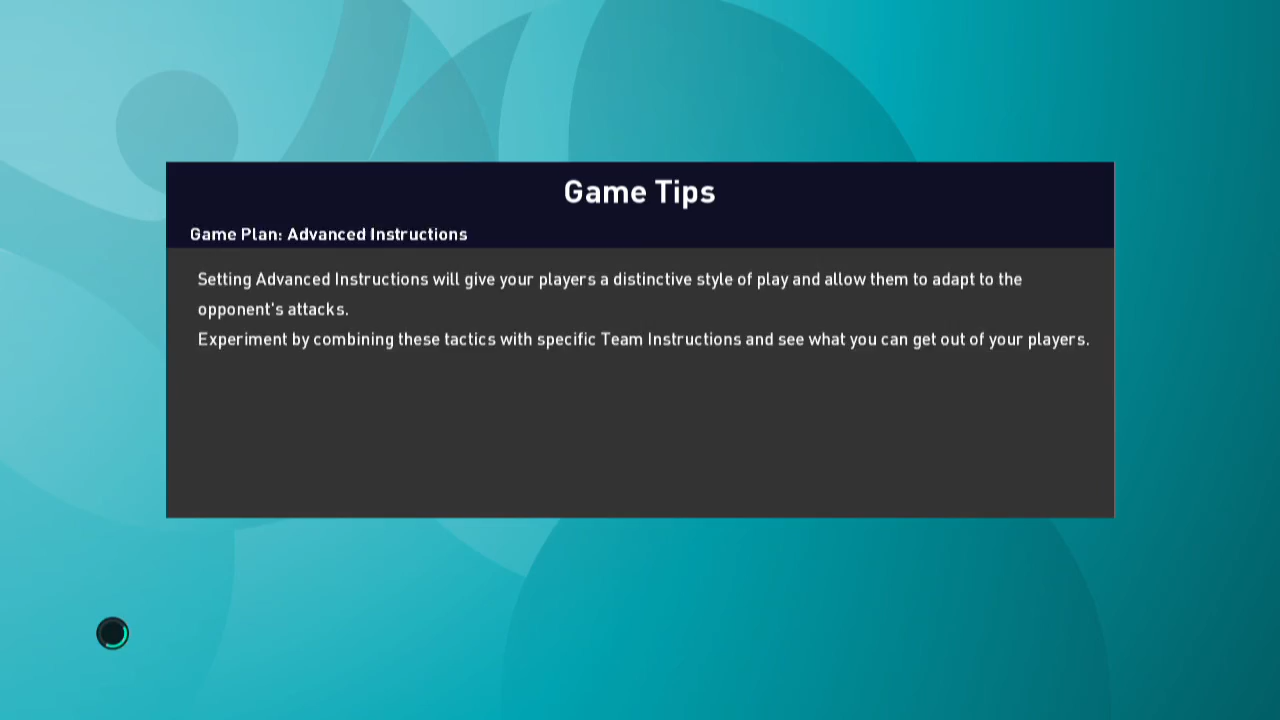 Game Tips
Game Plan: Advanced Instructions
Setting Advanced Instructions will give your players a distinctive style of play and allow them to adapt to the
opponent's attacks.
Experiment by combining these tactics with specific Team Instructions and see what you can get out of your players.